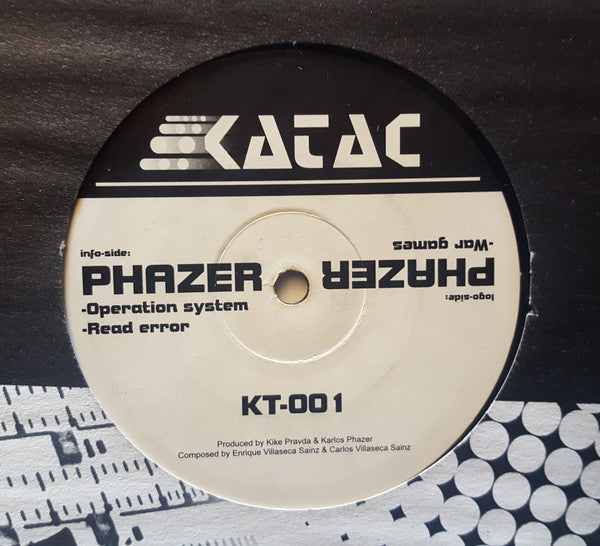 KATAC
info-side:
PHAZER
-Operation system
-Read error
logo-side:
PHAZER
-War games
KT-001
Produced by Kike Pravda & Karlos Phazer
Composed by Enrique Villaseca Sainz & Carlos Villaseca Sainz